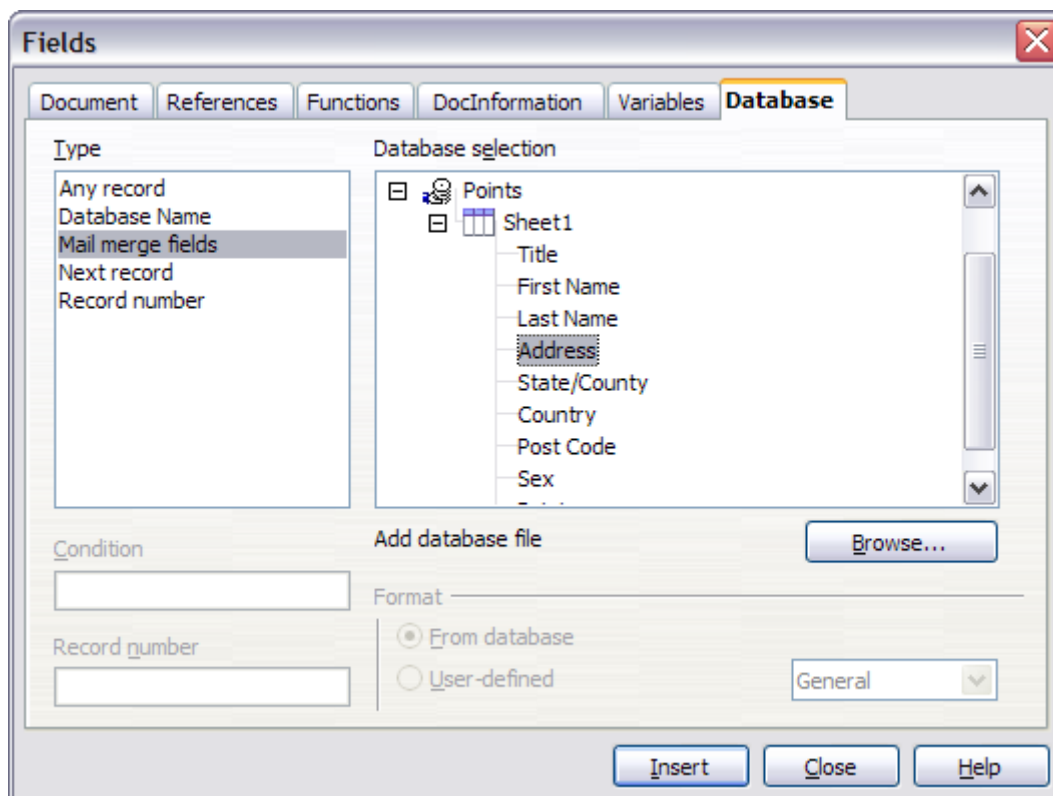 Fields
Document References Functions DocInformation Variables Database
Type
Any record
Database Name
Mail merge fields
Next record
Record number
Database selection
Points
Sheet1
Title
First Name
Last Name
Address
State/County
Country
Post Code
Sex
Condition
Record number
Add database file
Browse...
Format
From database
User-defined
General
Insert Close Help